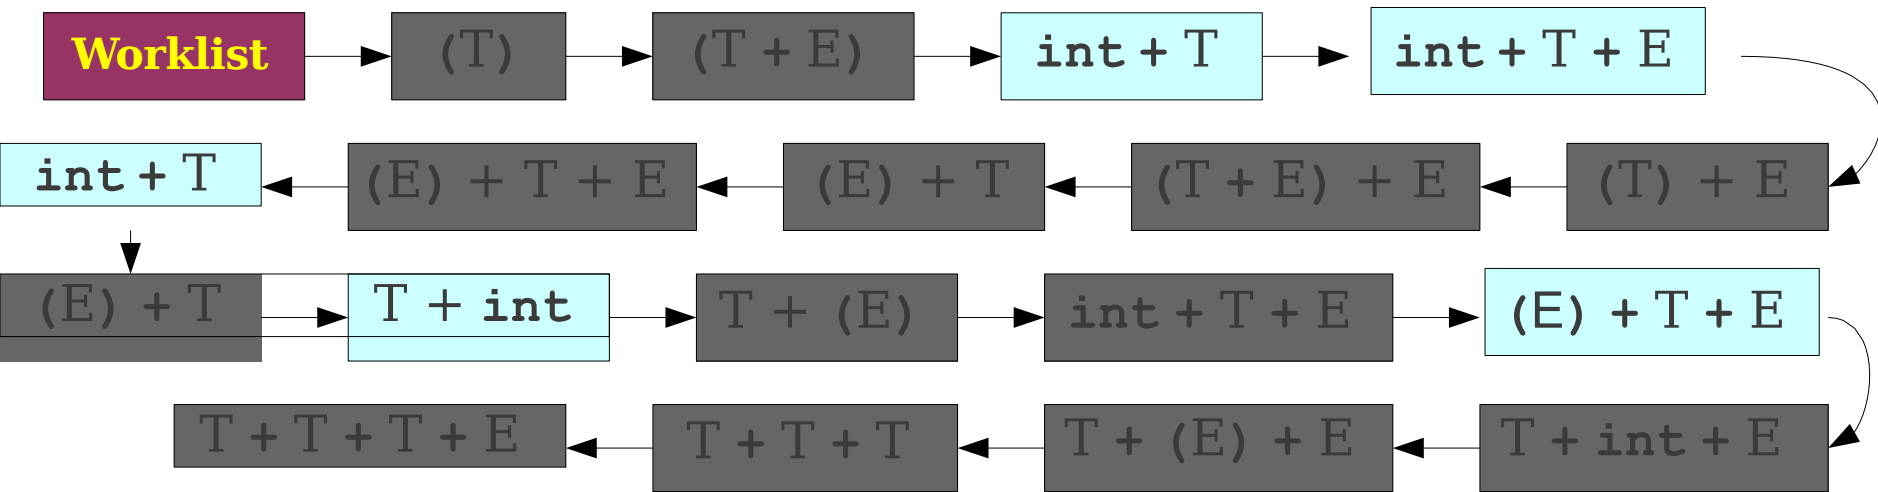 Worklist (T) (T + E) int + T int + T + E
int + T (E) + T + E (E) + T (T + E) + E (T) + E
(E) + T T + int T + (E) int + T + E (E) + T + E
T + T + T + E T + T + T T + (E) + E T + int + E